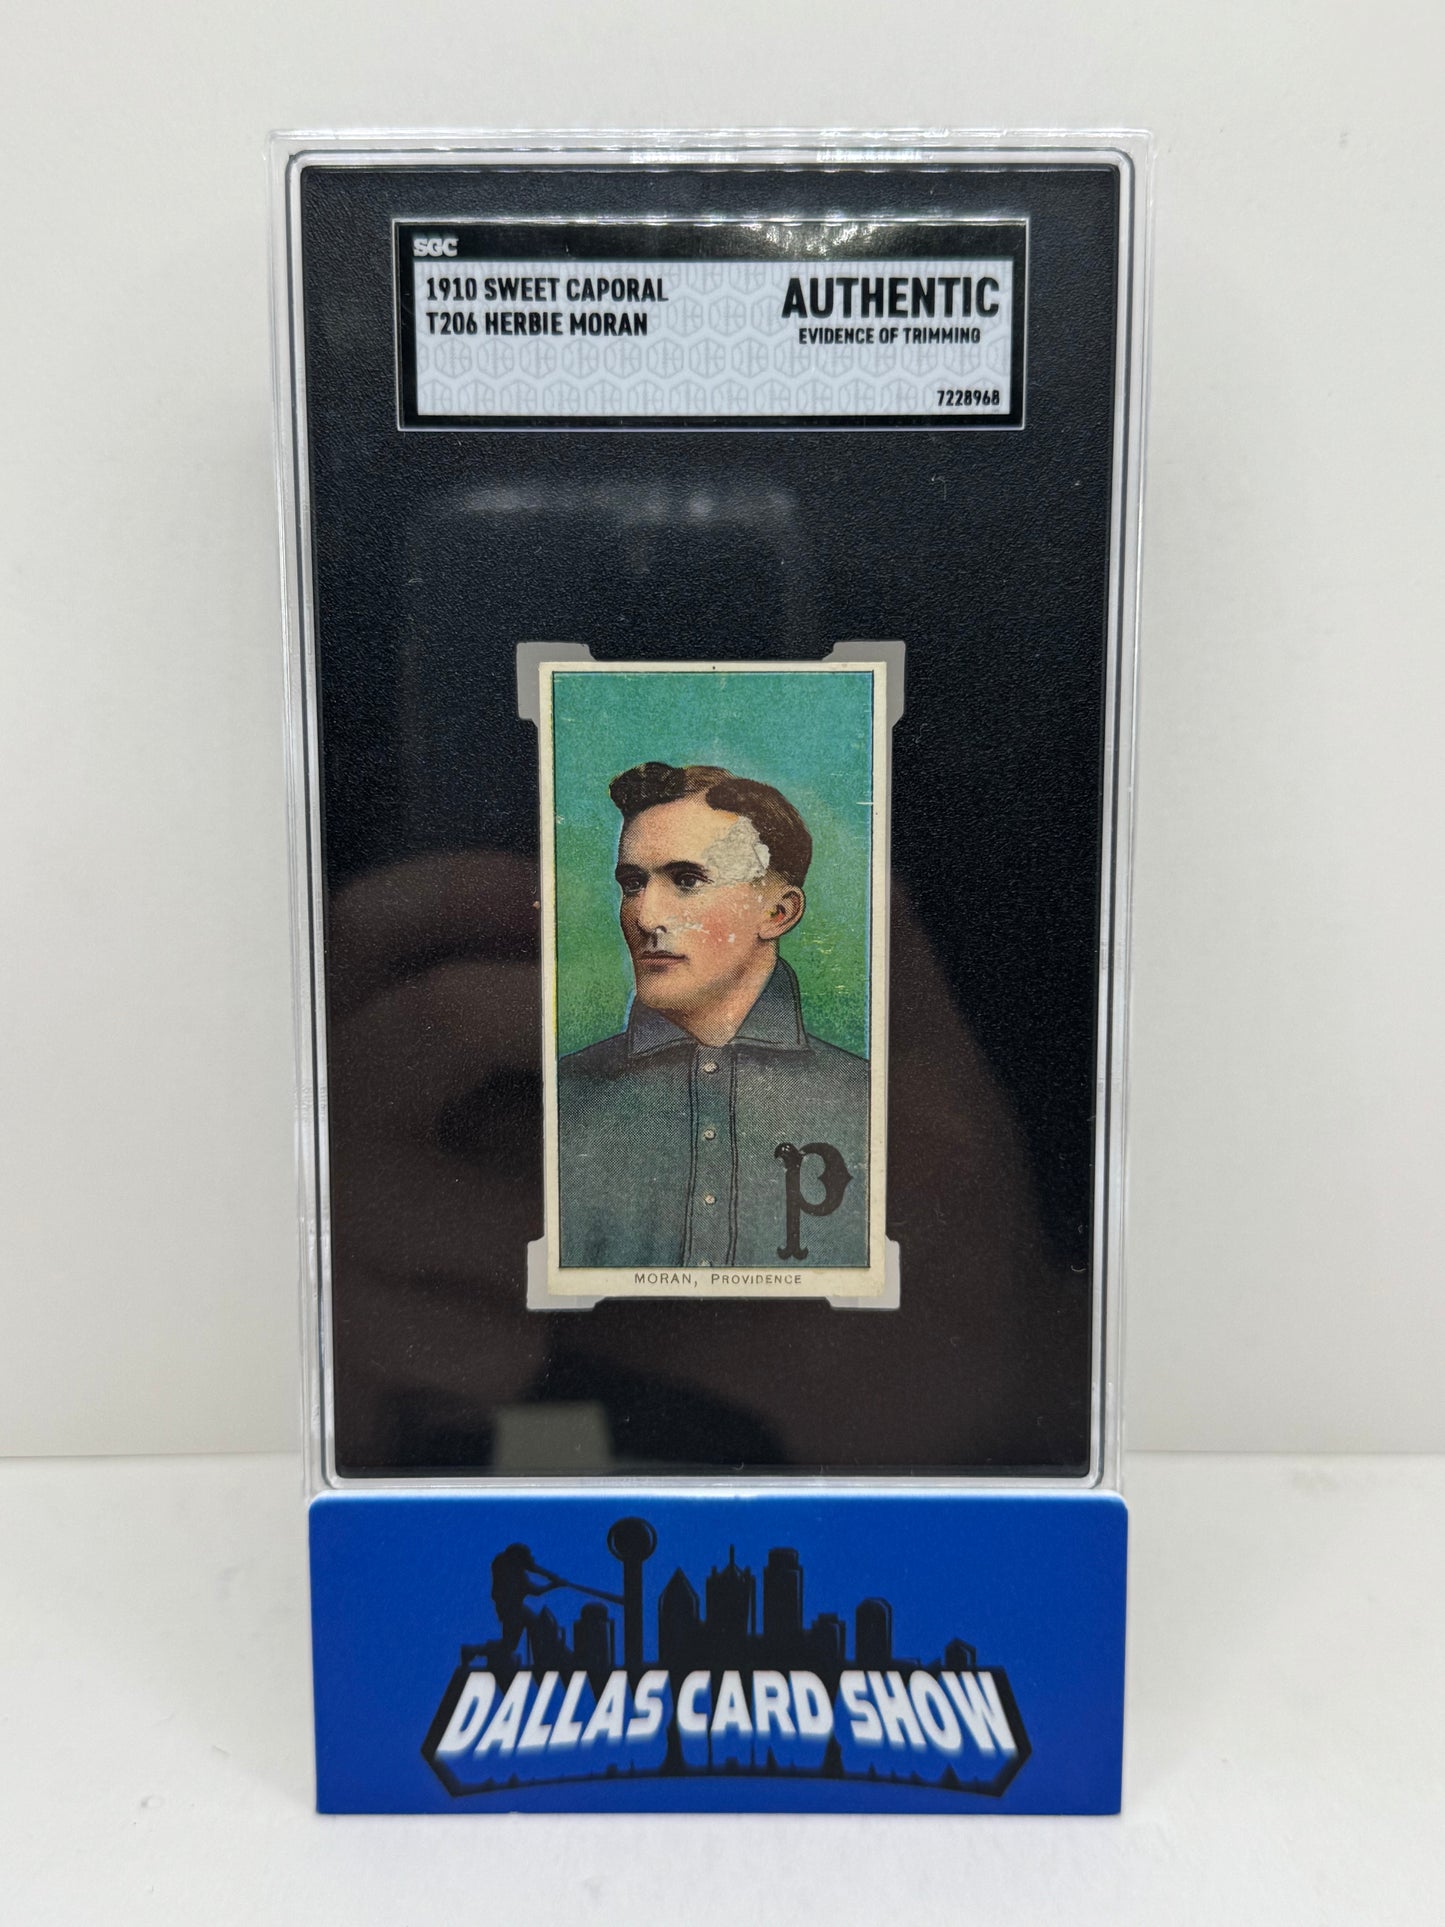 SGC
1910 SWEET CAPORAL
T206 HERBIE MORAN
AUTHENTIC
EVIDENCE OF TRIMMING
7228968
P
MORAN, PROVIDENCE
DALLAS CARD SHOW